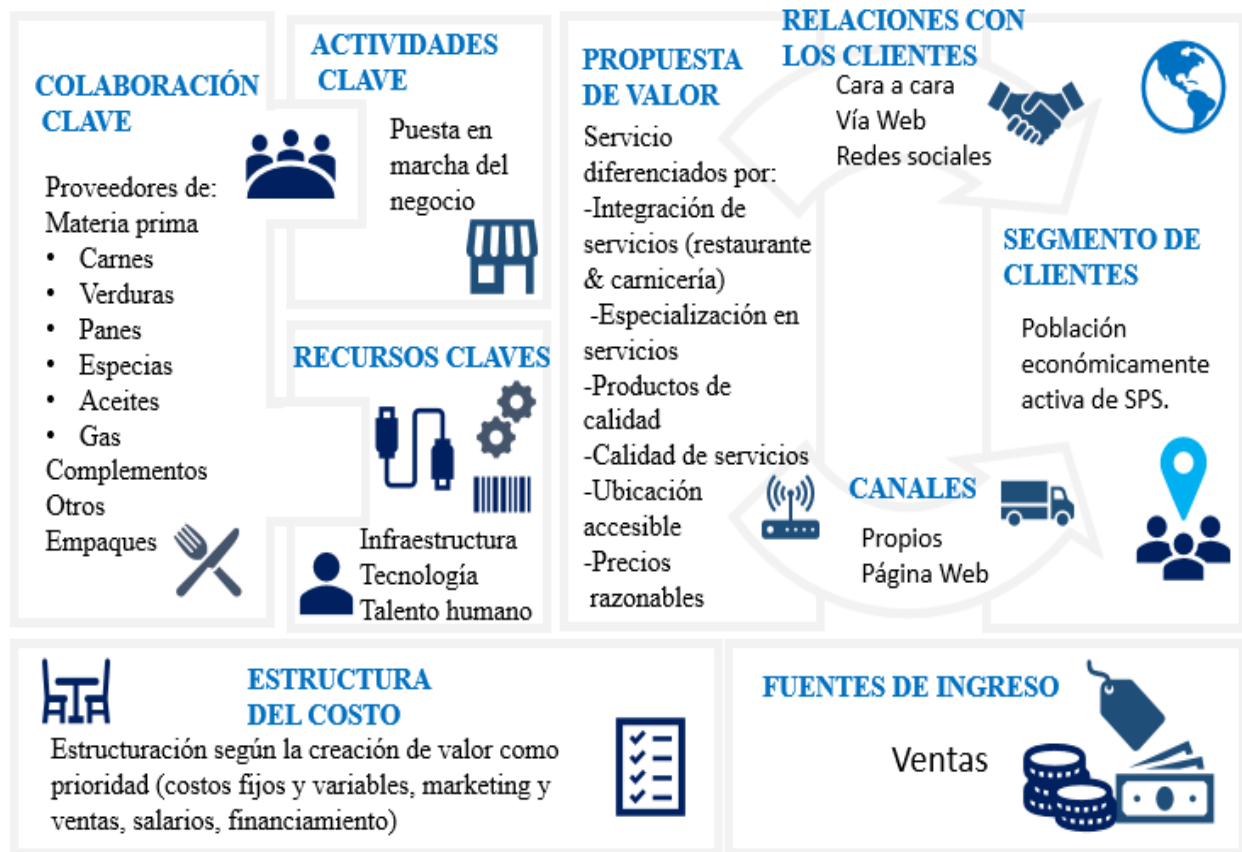 COLABORACIÓN
CLAVE
Proveedores de:
Materia prima
• Carnes
• Verduras
• Panes
• Especias
• Aceites
• Gas
Complementos
Otros
Empaques
ACTIVIDADES
CLAVE
Puesta en
marcha del
negocio
RECURSOS CLAVES
Infraestructura
Tecnología
Talento humano
PROPUESTA
DE VALOR
Servicio
diferenciados por:
-Integración de
servicios (restaurante
& carnicería)
-Especialización en
servicios
-Productos de
calidad
-Calidad de servicios
-Ubicación
accesible
-Precios
razonables
RELACIONES CON
LOS CLIENTES
Cara a cara
Vía Web
Redes sociales
CANALES
Propios
Página Web
SEGMENTO DE
CLIENTES
Población
económicamente
activa de SPS.
ESTRUCTURA
DEL COSTO
Estructuración según la creación de valor como
prioridad (costos fijos y variables, marketing y
ventas, salarios, financiamiento)
FUENTES DE INGRESO
Ventas